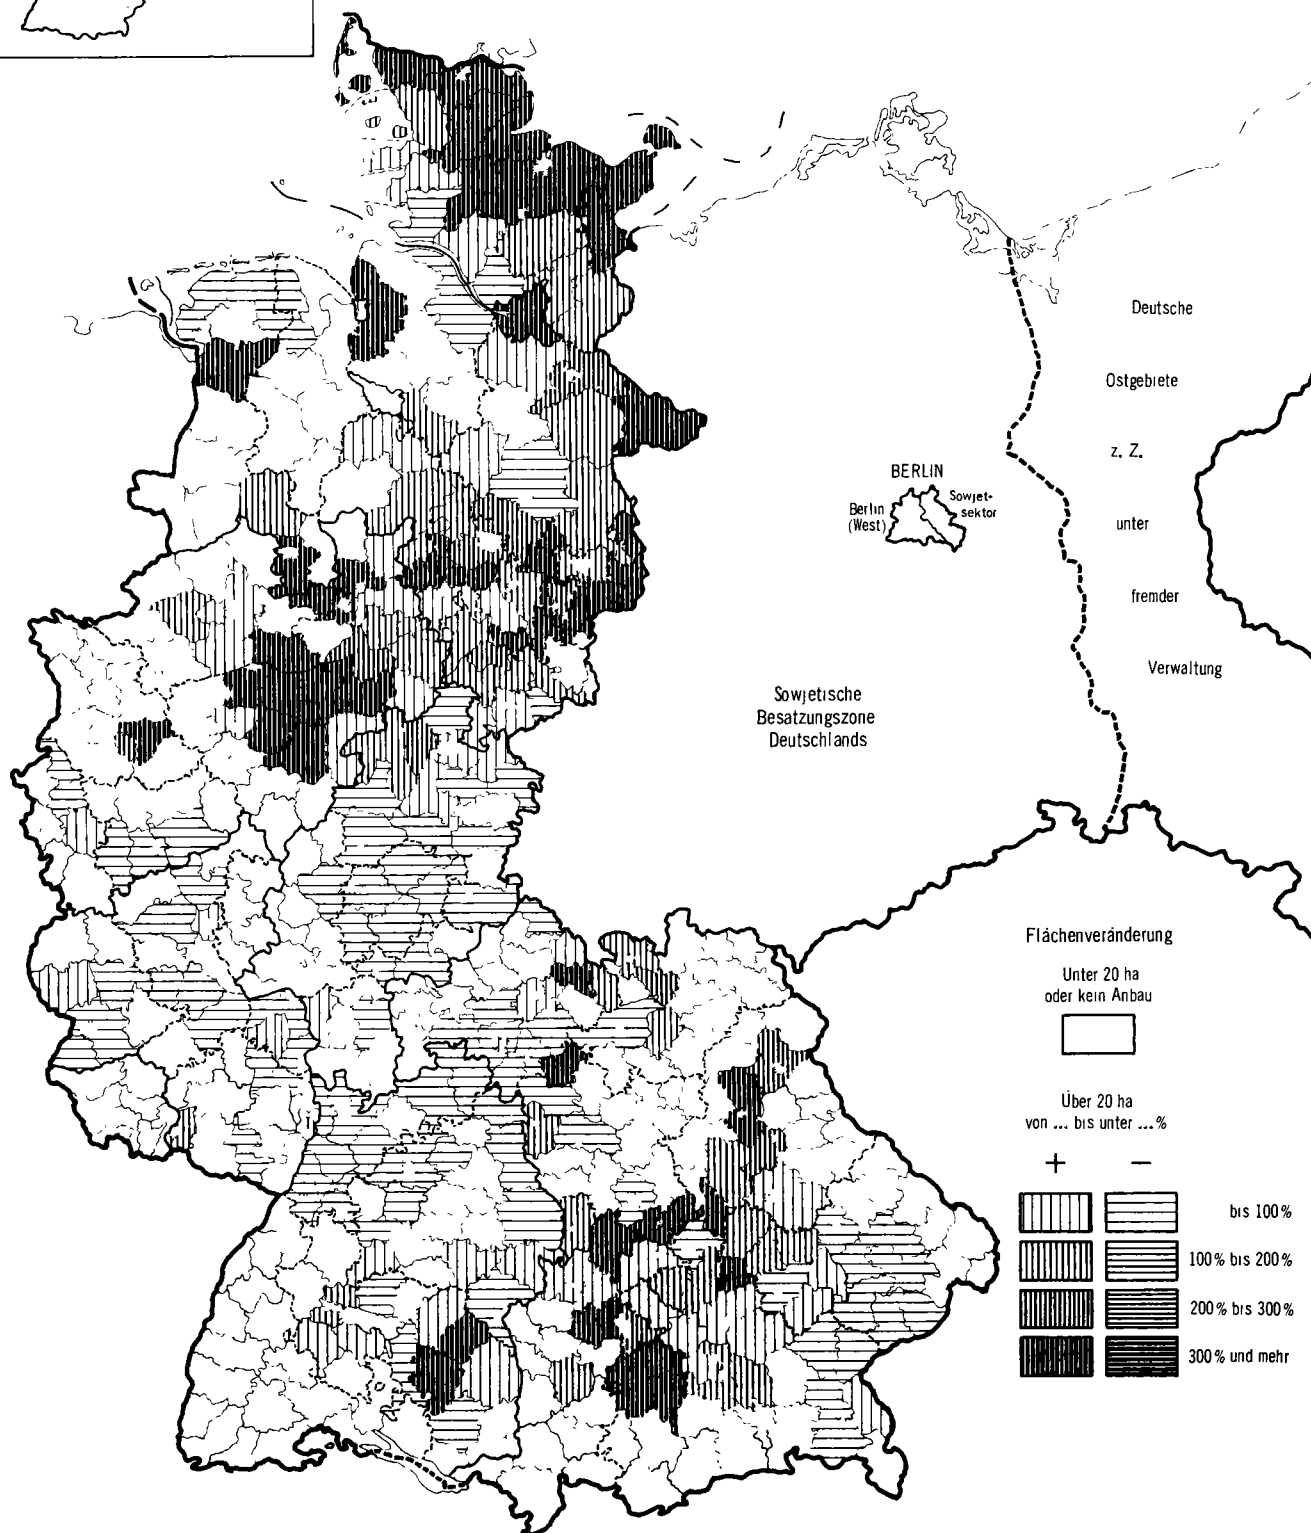 Deutsche
Ostgebiete
z. Z.
unter
fremder
Verwaltung
BERLIN
Berlin
(West)
Sowjet-
sektor
Sowjetische
Besatzungszone
Deutschlands
Flächenveränderung
Unter 20 ha
oder kein Anbau
Über 20 ha
von ... bis unter ...%
+ −
bis 100%
100% bis 200%
200% bis 300%
300% und mehr